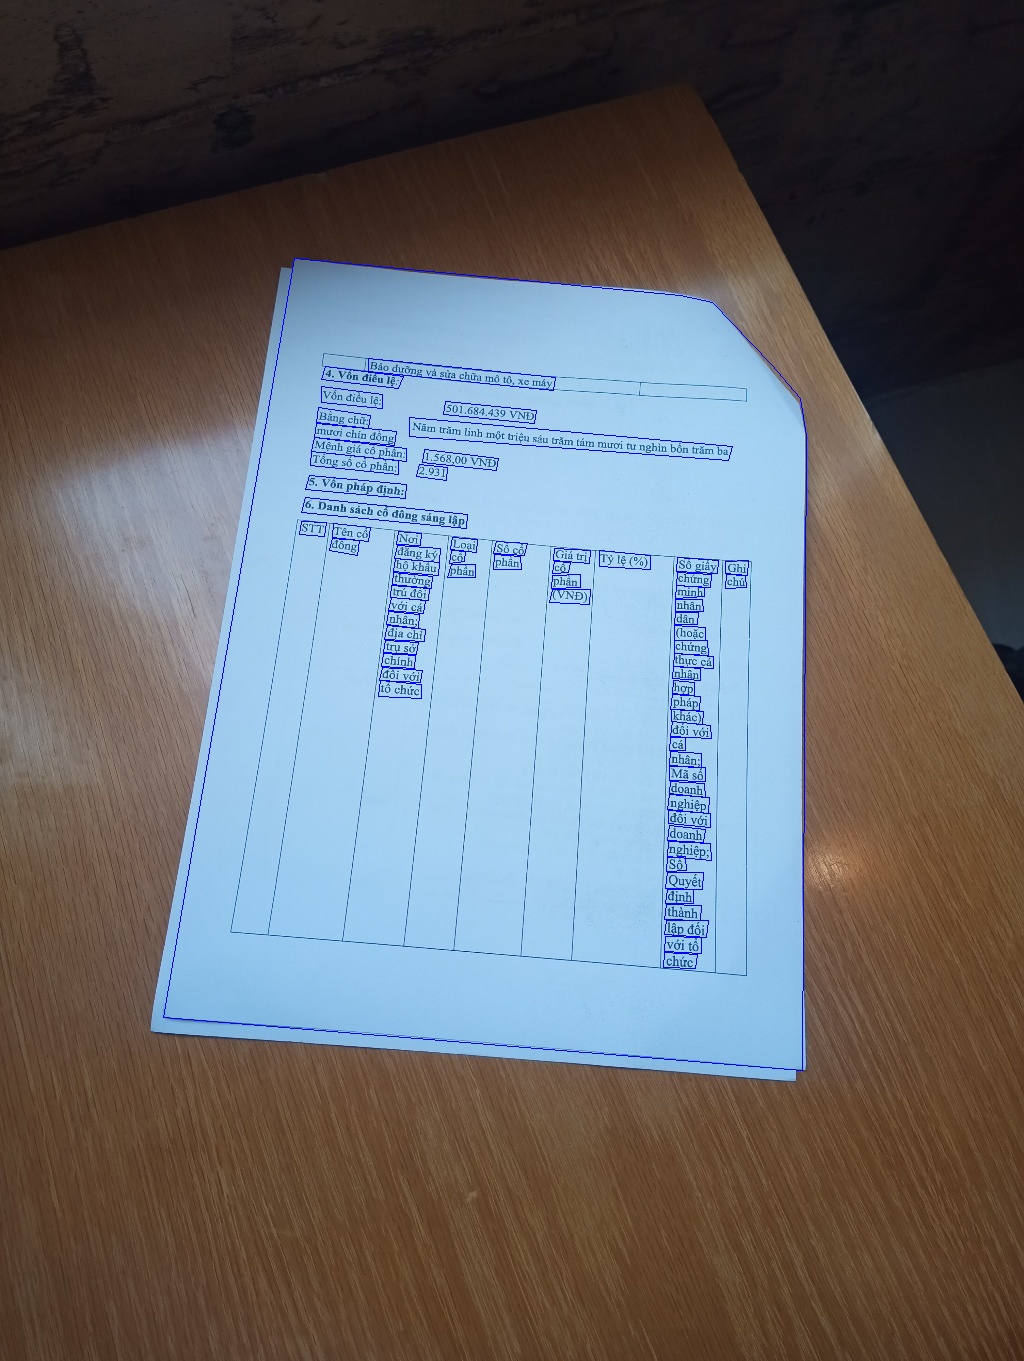 Bảo dưỡng và sửa chữa mô tô, xe máy
4. Vốn điều lệ:
Vốn điều lệ:
501.684.439 VNĐ
Bằng chữ:
Năm trăm linh một triệu sáu trăm tám mươi tư nghìn bốn trăm ba
mươi chín đồng
Mệnh giá cổ phần:
1.568,00 VNĐ
Tổng số cổ phần:
2.931
5. Vốn pháp định:
6. Danh sách cổ đông sáng lập
STT
Tên cổ
đông
Nơi
đăng ký
hộ khẩu
thường
trú đối
với cá
nhân;
địa chỉ
trụ sở
chính
đối với
tổ chức
Loại
cổ
phần
Số cổ
phần
Giá trị
cổ
phần
(VNĐ)
Tỷ lệ (%)
Số giấy
chứng
minh
nhân
dân
(hoặc
chứng
thực cá
nhân
hợp
pháp
khác)
đối với
cá
nhân;
Mã số
doanh
nghiệp
đối với
doanh
nghiệp;
Số
Quyết
định
thành
lập đối
với tổ
chức
Ghi
chú